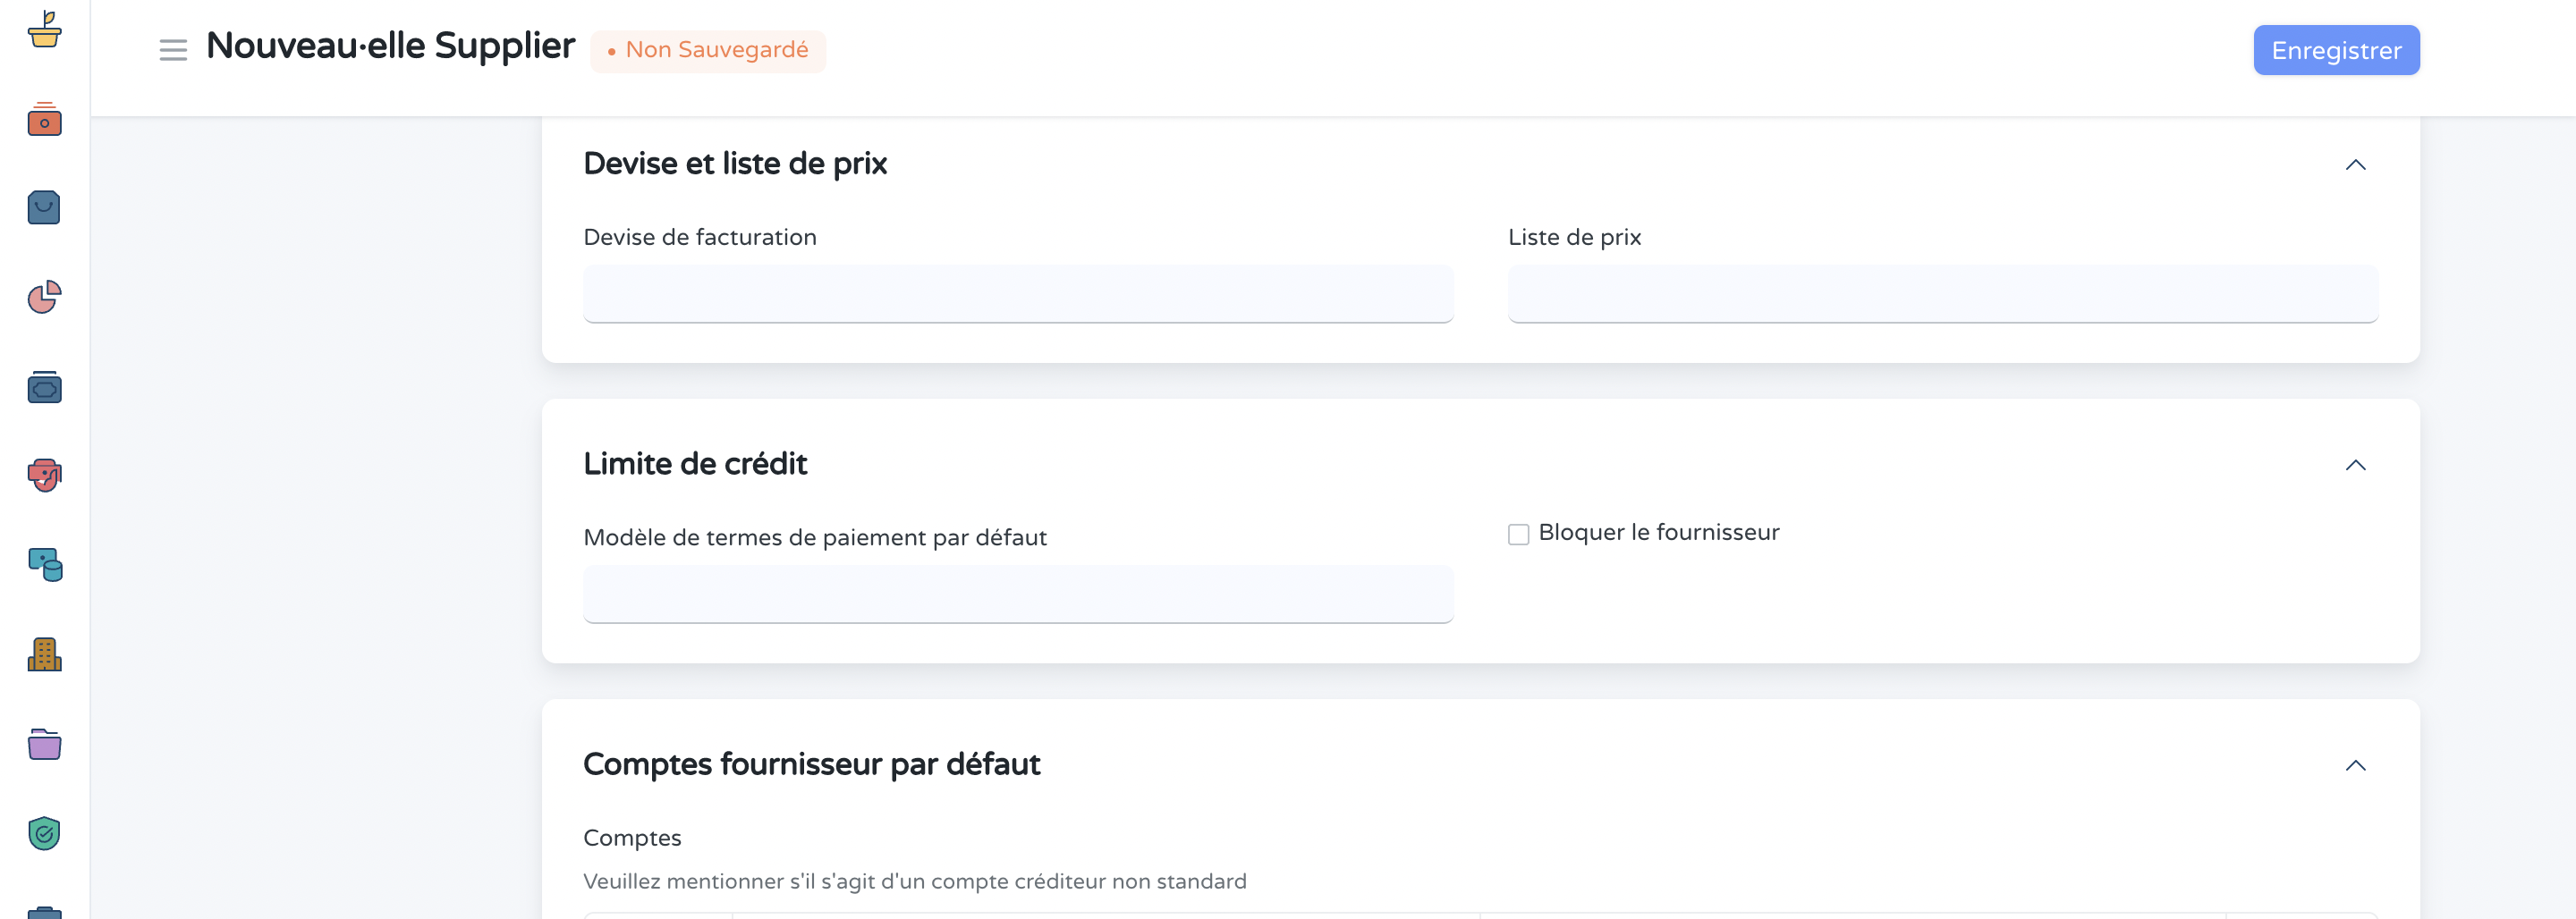 Nouveau·elle Supplier
• Non Sauvegardé
Enregistrer
Devise et liste de prix
Devise de facturation
Liste de prix
Limite de crédit
Modèle de termes de paiement par défaut
Bloquer le fournisseur
Comptes fournisseur par défaut
Comptes
Veuillez mentionner s'il s'agit d'un compte créditeur non standard